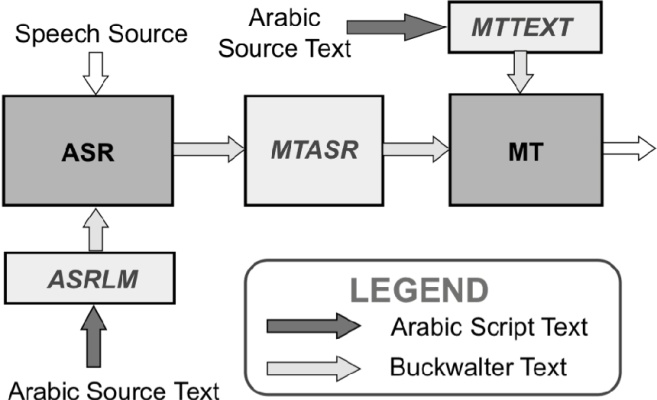 Arabic
Source Text
MTTEXT
Speech Source
ASR
MTASR
MT
ASRLM
Arabic Source Text
LEGEND
Arabic Script Text
Buckwalter Text